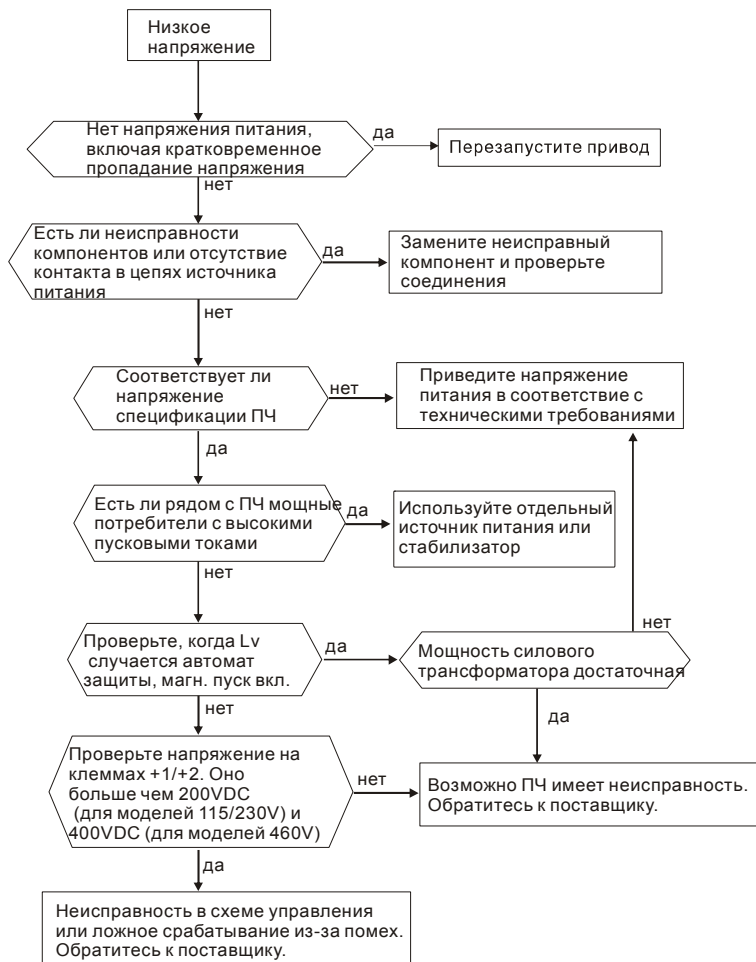 Низкое
напряжение
Нет напряжения питания,
включая кратковременное
пропадание напряжения
да
Перезапустите привод
нет
Есть ли неисправности
компонентов или отсутствие
контакта в цепях источника
питания
да
Замените неисправный
компонент и проверьте
соединения
нет
Соответствует ли
напряжение
спецификации ПЧ
нет
Приведите напряжение
питания в соответствие с
техническими требованиями
да
Есть ли рядом с ПЧ мощные
потребители с высокими
пусковыми токами
да
Используйте отдельный
источник питания или
стабилизатор
нет
нет
Проверьте, когда Lv
случается автомат
защиты, магн. пуск вкл.
да
Мощность силового
трансформатора достаточная
нет
да
Проверьте напряжение на
клеммах +1/+2. Оно
больше чем 200VDC
(для моделей 115/230V) и
400VDC (для моделей 460V)
нет
Возможно ПЧ имеет неисправность.
Обратитесь к поставщику.
да
Неисправность в схеме управления
или ложное срабатывание из-за помех.
Обратитесь к поставщику.